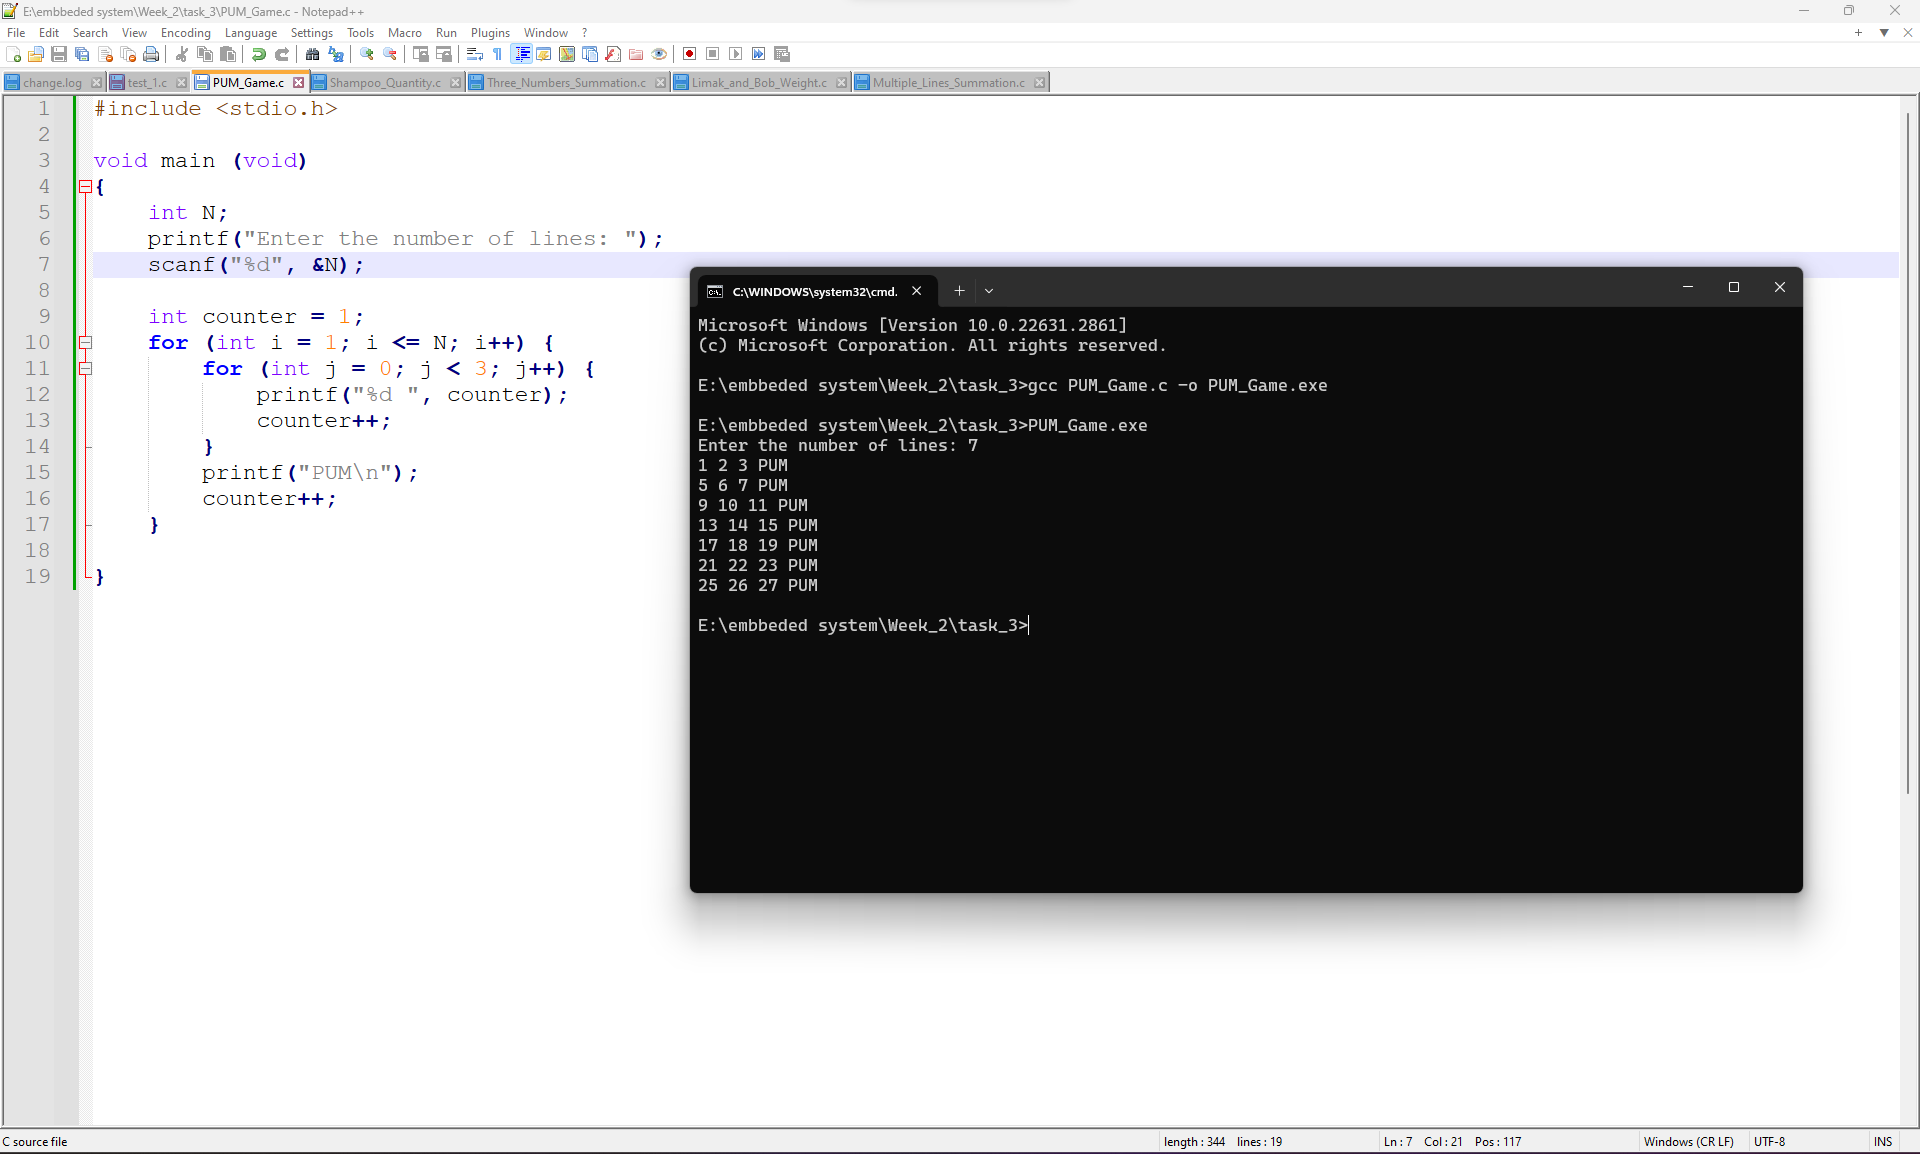 E:\embbeded system\Week_2\task_3\PUM_Game.c - Notepad++
File Edit Search View Encoding Language Settings Tools Macro Run Plugins Window ?
change.log test_1.c PUM_Game.c Shampoo_Quantity.c Three_Numbers_Summation.c Limak_and_Bob_Weight.c Multiple_Lines_Summation.c
1 #include <stdio.h>
2
3 void main (void)
4 {
5 int N;
6 printf("Enter the number of lines: ");
7 scanf("%d", &N);
8
9 int counter = 1;
10 for (int i = 1; i <= N; i++) {
11 for (int j = 0; j < 3; j++) {
12 printf("%d ", counter);
13 counter++;
14 }
15 printf("PUM\n");
16 counter++;
17 }
18
19 }
C:\WINDOWS\system32\cmd.
Microsoft Windows [Version 10.0.22631.2861]
(c) Microsoft Corporation. All rights reserved.
E:\embbeded system\Week_2\task_3>gcc PUM_Game.c -o PUM_Game.exe
E:\embbeded system\Week_2\task_3>PUM_Game.exe
Enter the number of lines: 7
1 2 3 PUM
5 6 7 PUM
9 10 11 PUM
13 14 15 PUM
17 18 19 PUM
21 22 23 PUM
25 26 27 PUM
E:\embbeded system\Week_2\task_3>
C source file length : 344 lines : 19 Ln : 7 Col : 21 Pos : 117 Windows (CR LF) UTF-8 INS